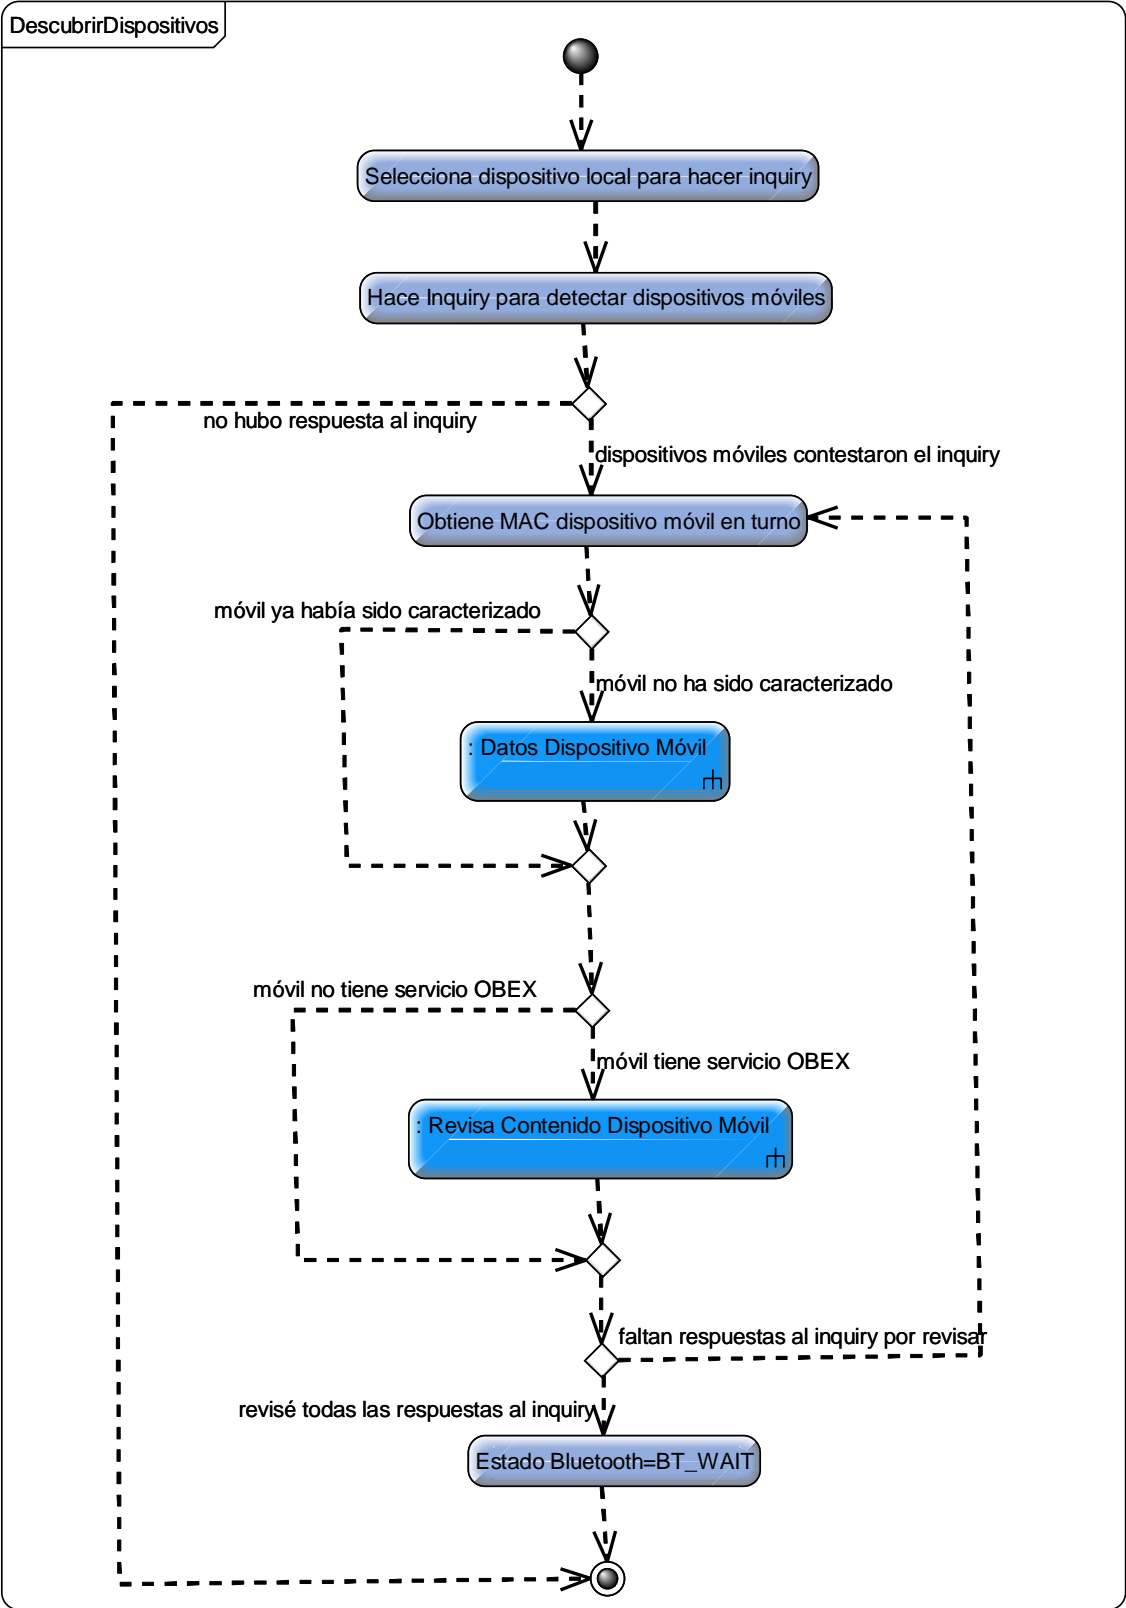 DescubrirDispositivos
Selecciona dispositivo local para hacer inquiry
Hace Inquiry para detectar dispositivos móviles
no hubo respuesta al inquiry
dispositivos móviles contestaron el inquiry
Obtiene MAC dispositivo móvil en turno
móvil ya había sido caracterizado
móvil no ha sido caracterizado
: Datos Dispositivo Móvil
móvil no tiene servicio OBEX
móvil tiene servicio OBEX
: Revisa Contenido Dispositivo Móvil
faltan respuestas al inquiry por revisar
revisé todas las respuestas al inquiry
Estado Bluetooth=BT_WAIT